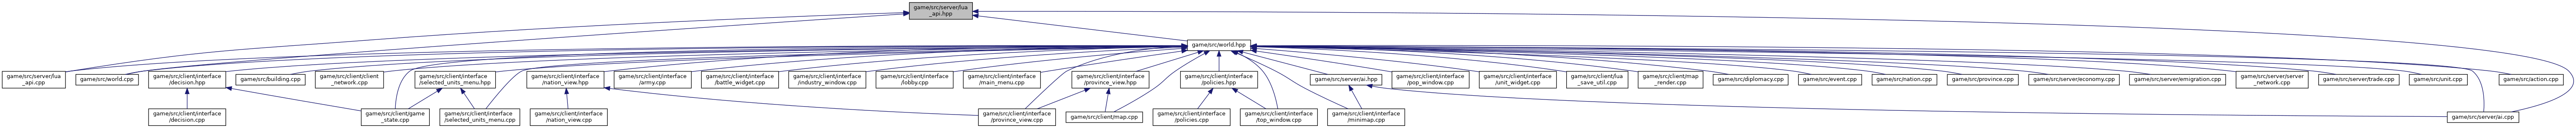 game/src/server/lua
_api.hpp
game/src/world.hpp
game/src/server/lua
_api.cpp
game/src/world.cpp
game/src/client/interface
/decision.hpp
game/src/building.cpp
game/src/client/client
_network.cpp
game/src/client/interface
/selected_units_menu.hpp
game/src/client/interface
/nation_view.hpp
game/src/client/interface
/army.cpp
game/src/client/interface
/battle_widget.cpp
game/src/client/interface
/industry_window.cpp
game/src/client/interface
/lobby.cpp
game/src/client/interface
/main_menu.cpp
game/src/client/interface
/province_view.hpp
game/src/client/interface
/policies.hpp
game/src/server/ai.hpp
game/src/client/interface
/pop_window.cpp
game/src/client/interface
/unit_widget.cpp
game/src/client/lua
_save_util.cpp
game/src/client/map
_render.cpp
game/src/diplomacy.cpp
game/src/event.cpp
game/src/nation.cpp
game/src/province.cpp
game/src/server/economy.cpp
game/src/server/emigration.cpp
game/src/server/server
_network.cpp
game/src/server/trade.cpp
game/src/unit.cpp
game/src/action.cpp
game/src/client/interface
/decision.cpp
game/src/client/game
_state.cpp
game/src/client/interface
/selected_units_menu.cpp
game/src/client/interface
/nation_view.cpp
game/src/client/interface
/province_view.cpp
game/src/client/map.cpp
game/src/client/interface
/policies.cpp
game/src/client/interface
/top_window.cpp
game/src/client/interface
/minimap.cpp
game/src/server/ai.cpp